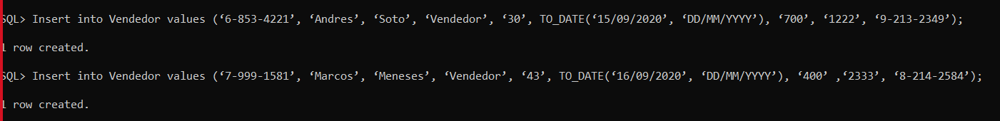 SQL> Insert into Vendedor values (‘6-853-4221’, ‘Andres’, ‘Soto’, ‘Vendedor’, ‘30’, TO_DATE(‘15/09/2020’, ‘DD/MM/YYYY’), ‘700’, ‘1222’, ‘9-213-2349’);
1 row created.
SQL> Insert into Vendedor values (‘7-999-1581’, ‘Marcos’, ‘Meneses’, ‘Vendedor’, ‘43’, TO_DATE(‘16/09/2020’, ‘DD/MM/YYYY’), ‘400’ ,‘2333’, ‘8-214-2584’);
1 row created.